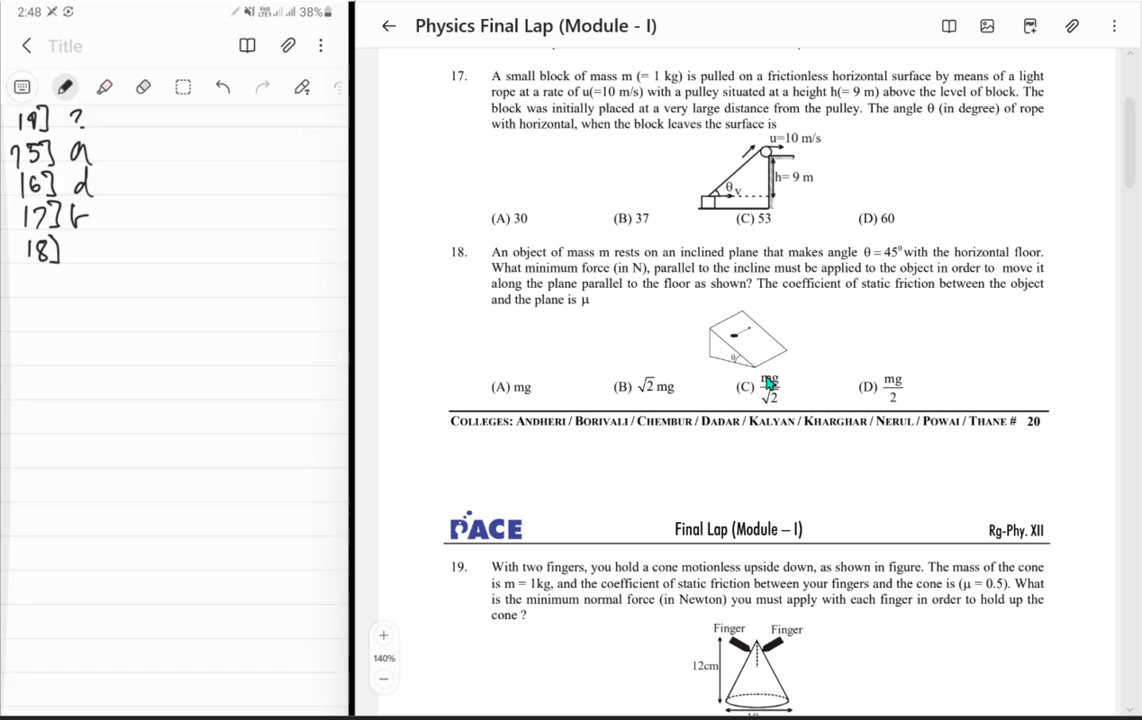 2:48 38%
Title
19] ?
15] a
16] d
17] b
18]
Physics Final Lap (Module - I)
17. A small block of mass m (= 1 kg) is pulled on a frictionless horizontal surface by means of a light
rope at a rate of u(=10 m/s) with a pulley situated at a height h(= 9 m) above the level of block. The
block was initially placed at a very large distance from the pulley. The angle θ (in degree) of rope
with horizontal, when the block leaves the surface is
u=10 m/s
h= 9 m
θ
v
(A) 30 (B) 37 (C) 53 (D) 60
18. An object of mass m rests on an inclined plane that makes angle θ = 45⁰ with the horizontal floor.
What minimum force (in N), parallel to the incline must be applied to the object in order to move it
along the plane parallel to the floor as shown? The coefficient of static friction between the object
and the plane is μ
θ
(A) mg (B) √2 mg (C) mg/√2 (D) mg/2
COLLEGES: ANDHERI / BORIVALI / CHEMBUR / DADAR / KALYAN / KHARGHAR / NERUL / POWAI / THANE # 20
PACE Final Lap (Module – I) Rg-Phy. XII
19. With two fingers, you hold a cone motionless upside down, as shown in figure. The mass of the cone
is m = 1kg, and the coefficient of static friction between your fingers and the cone is (μ = 0.5). What
is the minimum normal force (in Newton) you must apply with each finger in order to hold up the
cone ?
Finger Finger
12cm
140%